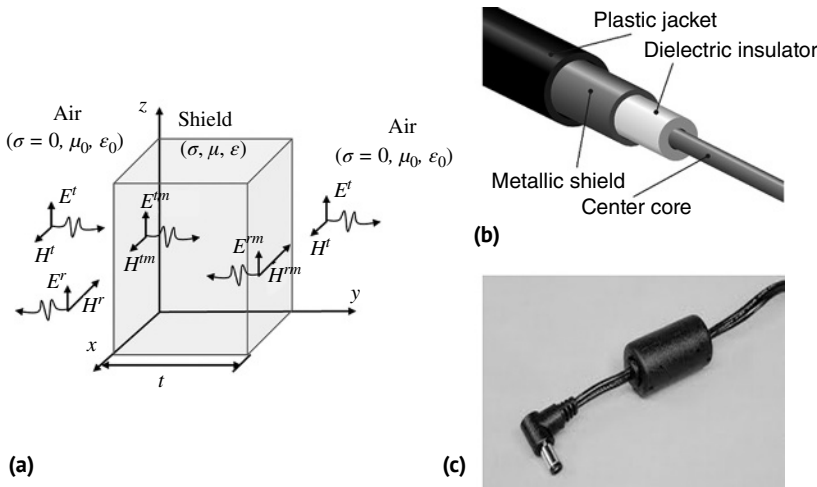 Air
(σ = 0, μ₀, ε₀)
z
Shield
(σ, μ, ε)
Air
(σ = 0, μ₀, ε₀)
Eᵗ
Hᵗ
Eʳ
Hʳ
Eᵗᵐ
Hᵗᵐ
Eʳᵐ
Hʳᵐ
Eᵗ
Hᵗ
y
x
t
(a)
Plastic jacket
Dielectric insulator
Metallic shield
Center core
(b)
(c)